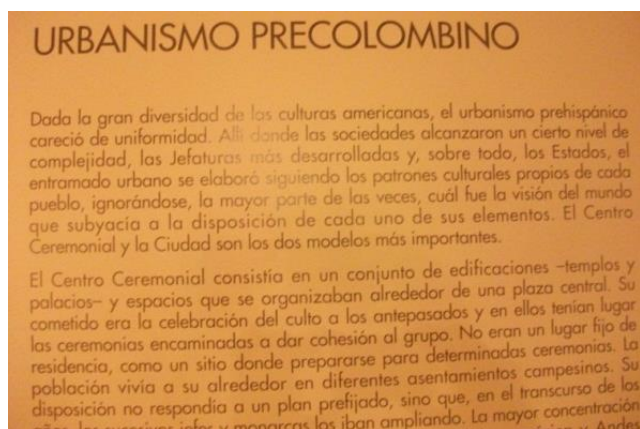 URBANISMO PRECOLOMBINO
Dada la gran diversidad de las culturas americanas, el urbanismo prehispánico
careció de uniformidad. Allí donde las sociedades alcanzaron un cierto nivel de
complejidad, las Jefaturas más desarrolladas y, sobre todo, los Estados, el
entramado urbano se elaboró siguiendo los patrones culturales propios de cada
pueblo, ignorándose, la mayor parte de las veces, cuál fue la visión del mundo
que subyacía a la disposición de cada uno de sus elementos. El Centro
Ceremonial y la Ciudad son los dos modelos más importantes.
El Centro Ceremonial consistía en un conjunto de edificaciones –templos y
palacios– y espacios que se organizaban alrededor de una plaza central. Su
cometido era la celebración del culto a los antepasados y en ellos tenían lugar
las ceremonias encaminadas a dar cohesión al grupo. No eran un lugar fijo de
residencia, como un sitio donde prepararse para determinadas ceremonias. La
población vivía a su alrededor en diferentes asentamientos campesinos. Su
disposición no respondía a un plan prefijado, sino que, en el transcurso de los
años, los sucesivos jefes y monarcas los iban ampliando. La mayor concentración
y Andes